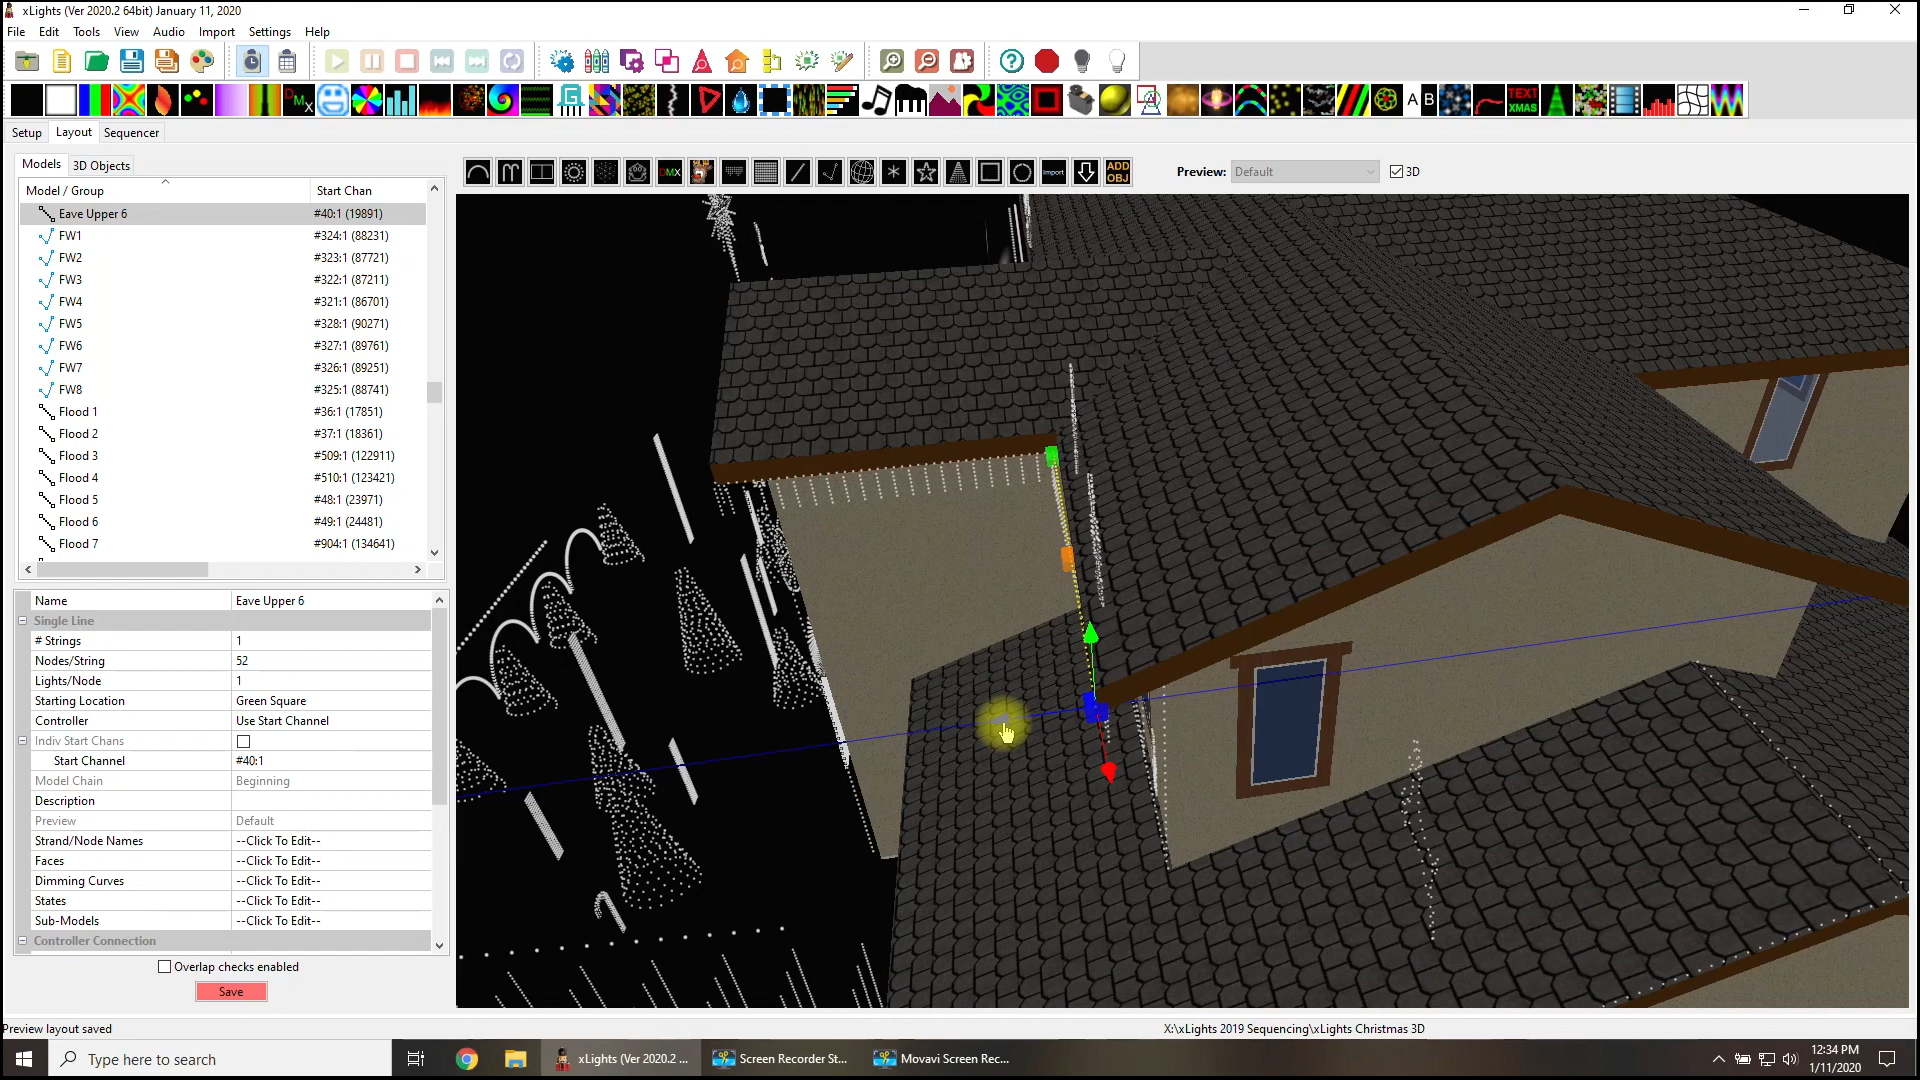 xLights (Ver 2020.2 64bit) January 11, 2020
File Edit Tools View Audio Import Settings Help
DMX
A B
TEXT XMAS
Setup Layout Sequencer
Models 3D Objects
DMX
Import
ADD OBJ
Preview: Default 3D
Model / Group Start Chan
Eave Upper 6 #40:1 (19891)
FW1 #324:1 (88231)
FW2 #323:1 (87721)
FW3 #322:1 (87211)
FW4 #321:1 (86701)
FW5 #328:1 (90271)
FW6 #327:1 (89761)
FW7 #326:1 (89251)
FW8 #325:1 (88741)
Flood 1 #36:1 (17851)
Flood 2 #37:1 (18361)
Flood 3 #509:1 (122911)
Flood 4 #510:1 (123421)
Flood 5 #48:1 (23971)
Flood 6 #49:1 (24481)
Flood 7 #904:1 (134641)
Name Eave Upper 6
Single Line
# Strings 1
Nodes/String 52
Lights/Node 1
Starting Location Green Square
Controller Use Start Channel
Indiv Start Chans
Start Channel #40:1
Model Chain Beginning
Description
Preview Default
Strand/Node Names --Click To Edit--
Faces --Click To Edit--
Dimming Curves --Click To Edit--
States --Click To Edit--
Sub-Models --Click To Edit--
Controller Connection
Overlap checks enabled
Save
Preview layout saved X:\xLights 2019 Sequencing\xLights Christmas 3D
Type here to search
xLights (Ver 2020.2 ...
Screen Recorder St...
Movavi Screen Rec...
12:34 PM
1/11/2020